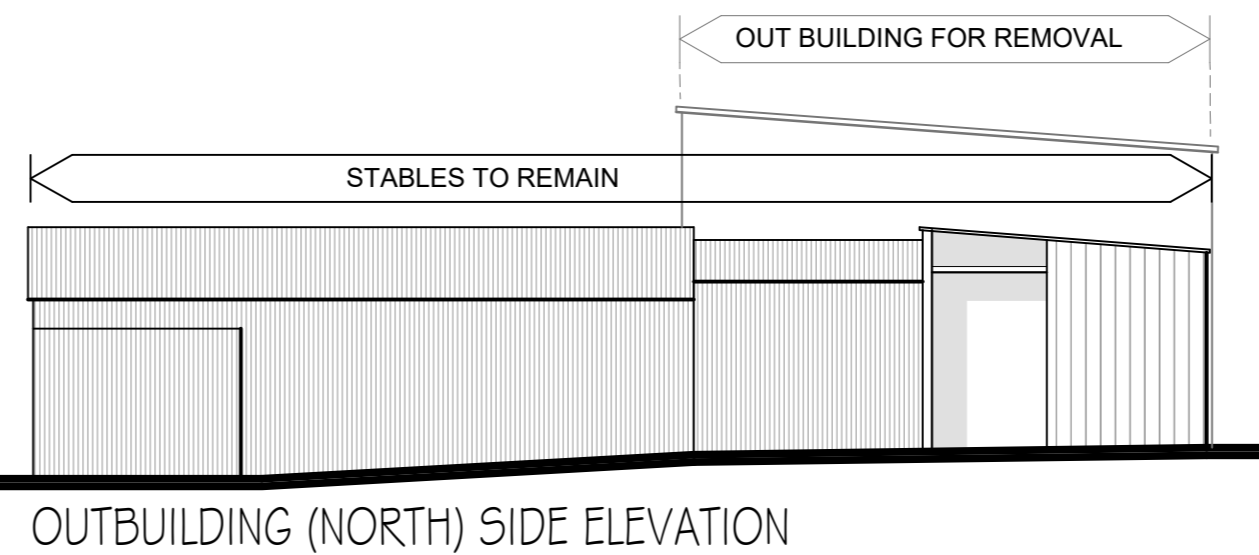 OUT BUILDING FOR REMOVAL
STABLES TO REMAIN
OUTBUILDING (NORTH) SIDE ELEVATION